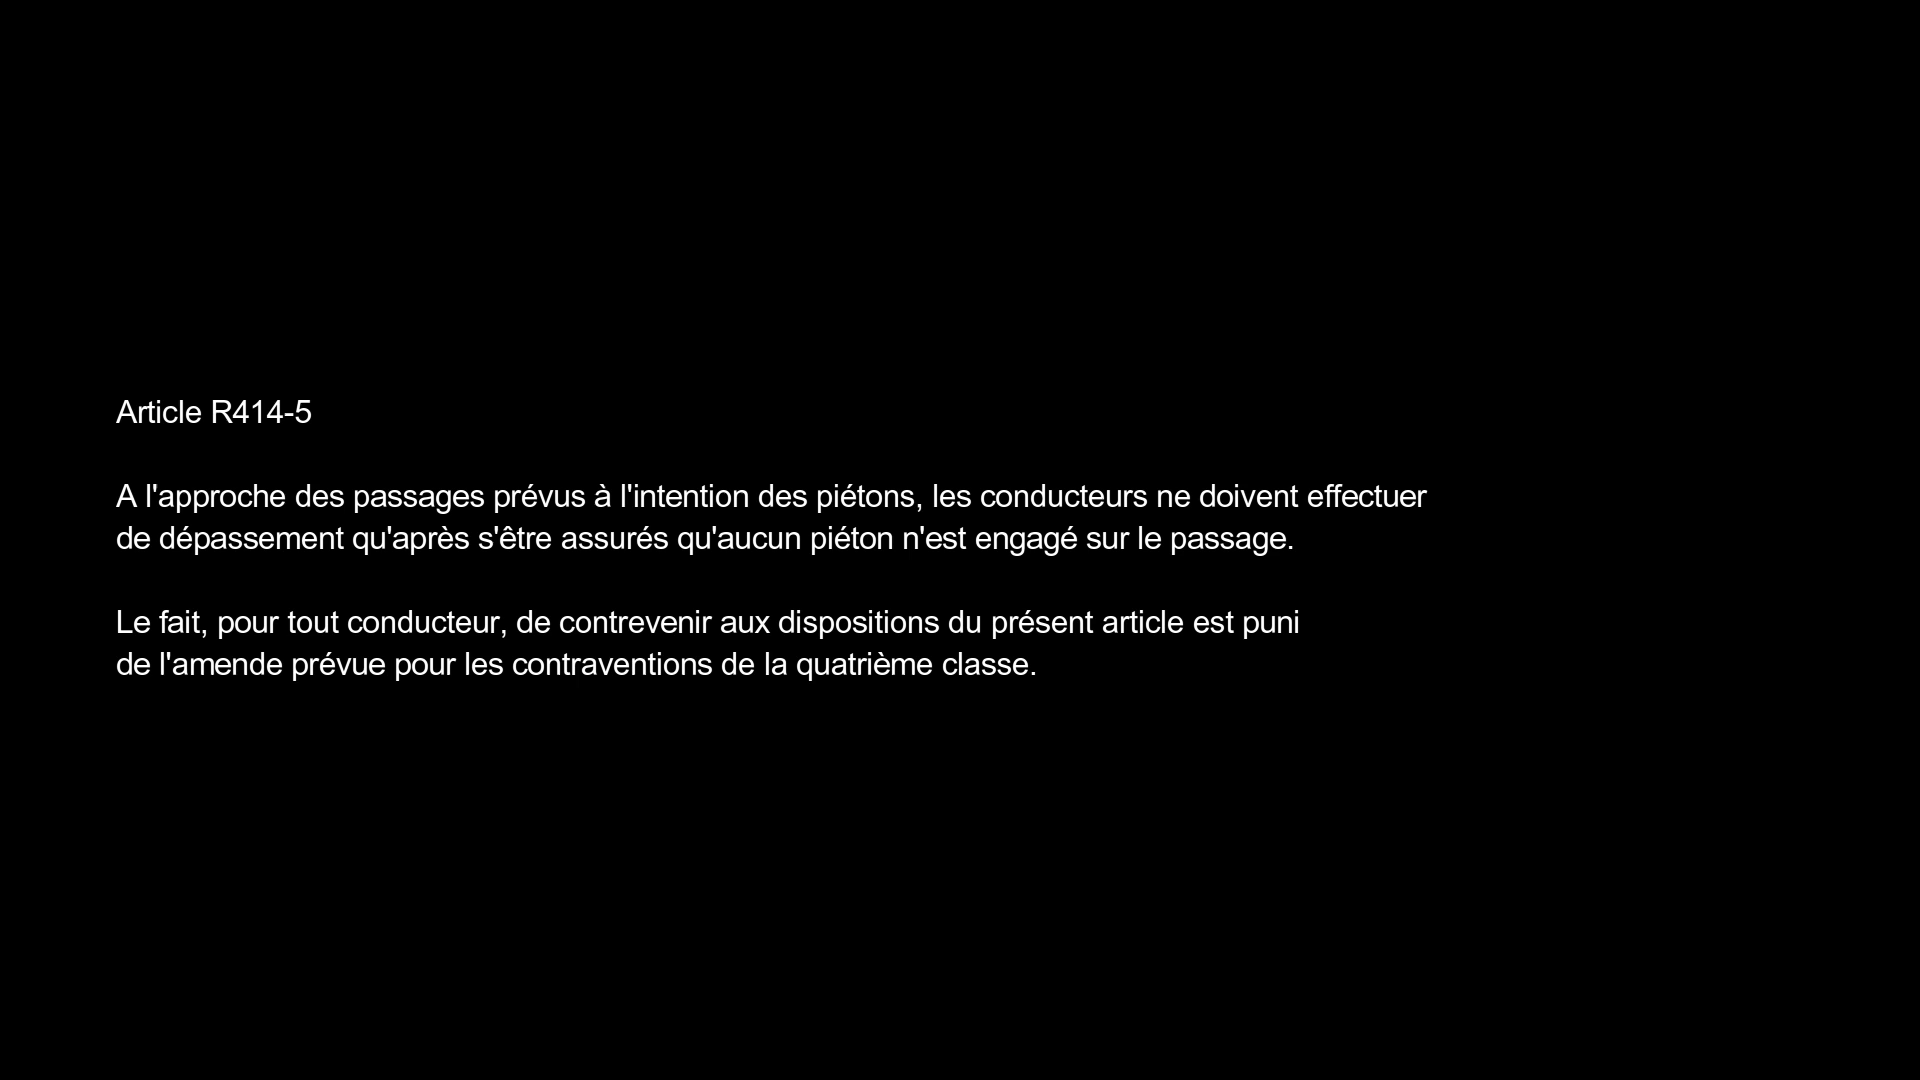 Article R414-5
A l'approche des passages prévus à l'intention des piétons, les conducteurs ne doivent effectuer
de dépassement qu'après s'être assurés qu'aucun piéton n'est engagé sur le passage.
Le fait, pour tout conducteur, de contrevenir aux dispositions du présent article est puni
de l'amende prévue pour les contraventions de la quatrième classe.